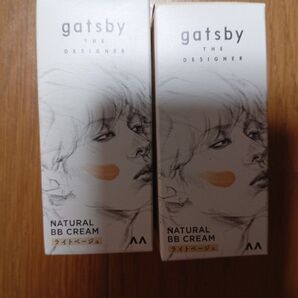 gatsby
THE
DESIGNER
NATURAL
BB CREAM
ライトベージュ
gatsby
THE
DESIGNER
NATURAL
BB CREAM
ライトベージュ